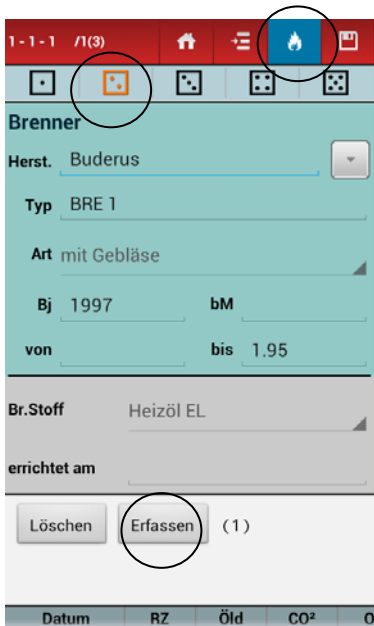 1-1-1 /1(3)
Brenner
Herst. Buderus
Typ BRE 1
Art mit Gebläse
Bj 1997 bM
von bis 1.95
Br.Stoff Heizöl EL
errichtet am
Löschen Erfassen (1)
Datum RZ Öld CO² O